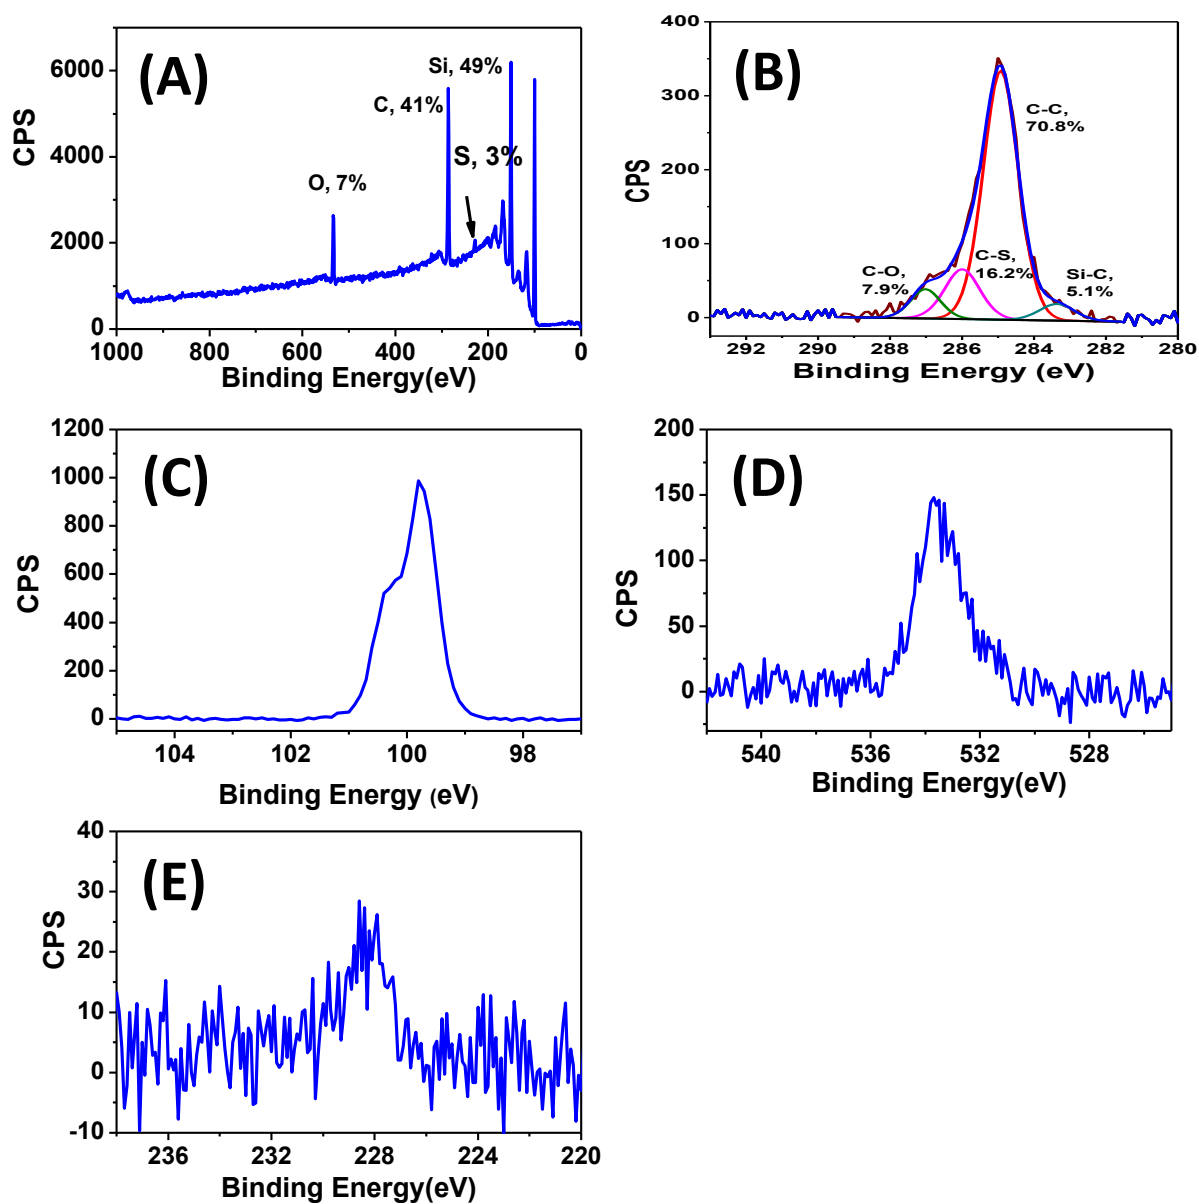 (A)
6000
4000
2000
0
CPS
O, 7%
C, 41%
Si, 49%
S, 3%
1000 800 600 400 200 0
Binding Energy(eV)
(B)
400
300
200
100
0
CPS
C-C,
70.8%
C-S,
16.2%
C-O,
7.9%
Si-C,
5.1%
292 290 288 286 284 282 280
Binding Energy (eV)
(C)
1200
1000
800
600
400
200
0
CPS
104 102 100 98
Binding Energy (eV)
(D)
200
150
100
50
0
CPS
540 536 532 528
Binding Energy(eV)
(E)
40
30
20
10
0
-10
CPS
236 232 228 224 220
Binding Energy(eV)